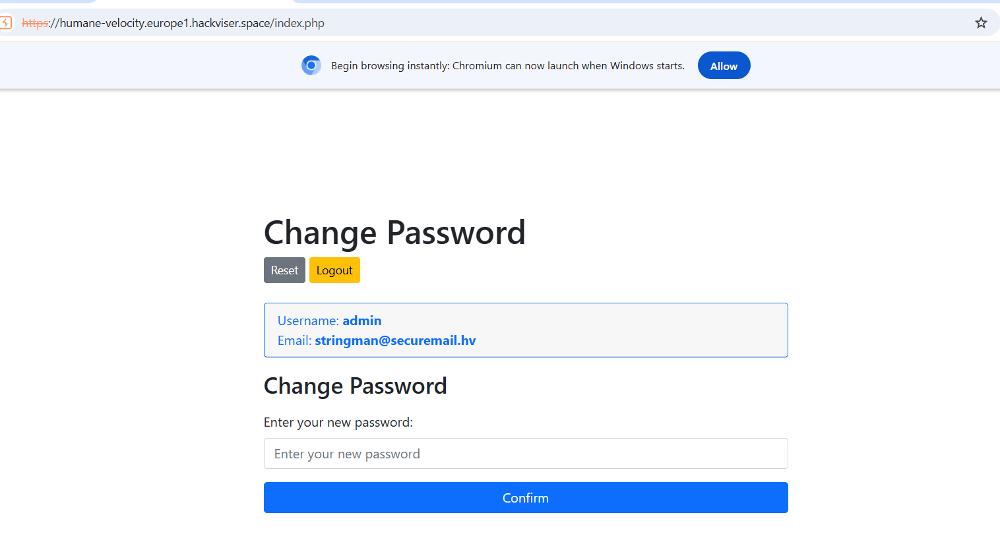 https://humane-velocity.europe1.hackviser.space/index.php
Begin browsing instantly: Chromium can now launch when Windows starts.
Allow
Change Password
Reset
Logout
Username: admin
Email: stringman@securemail.hv
Change Password
Enter your new password:
Enter your new password
Confirm